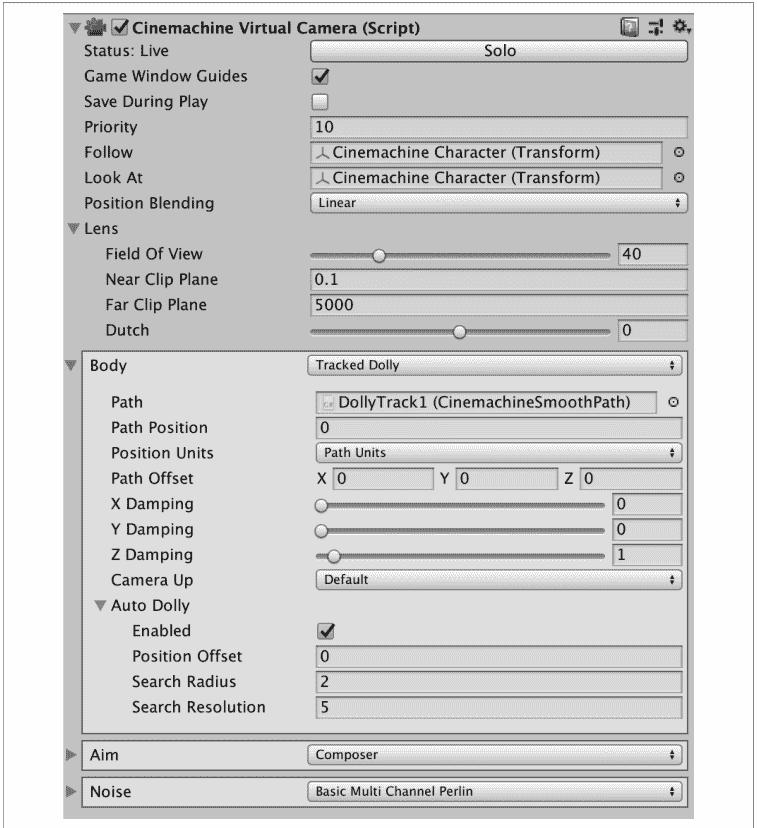 Cinemachine Virtual Camera (Script)
Status: Live Solo
Game Window Guides
Save During Play
Priority 10
Follow Cinemachine Character (Transform)
Look At Cinemachine Character (Transform)
Position Blending Linear
Lens
Field Of View 40
Near Clip Plane 0.1
Far Clip Plane 5000
Dutch 0
Body Tracked Dolly
Path DollyTrack1 (CinemachineSmoothPath)
Path Position 0
Position Units Path Units
Path Offset X 0 Y 0 Z 0
X Damping 0
Y Damping 0
Z Damping 1
Camera Up Default
Auto Dolly
Enabled
Position Offset 0
Search Radius 2
Search Resolution 5
Aim Composer
Noise Basic Multi Channel Perlin